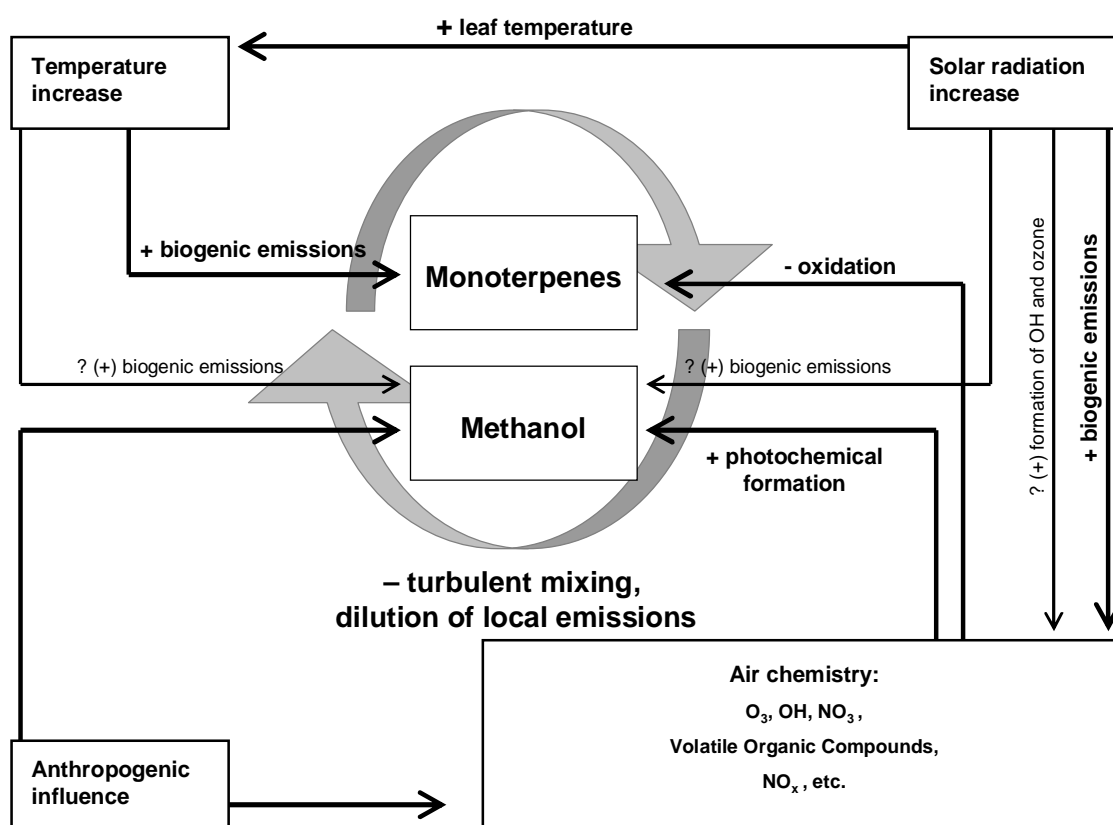 + leaf temperature
Temperature
increase
Solar radiation
increase
+ biogenic emissions
Monoterpenes
- oxidation
? (+) formation of OH and ozone
+ biogenic emissions
? (+) biogenic emissions
? (+) biogenic emissions
Methanol
+ photochemical
formation
– turbulent mixing,
dilution of local emissions
Air chemistry:
O₃, OH, NO₃ ,
Volatile Organic Compounds,
NOₓ , etc.
Anthropogenic
influence